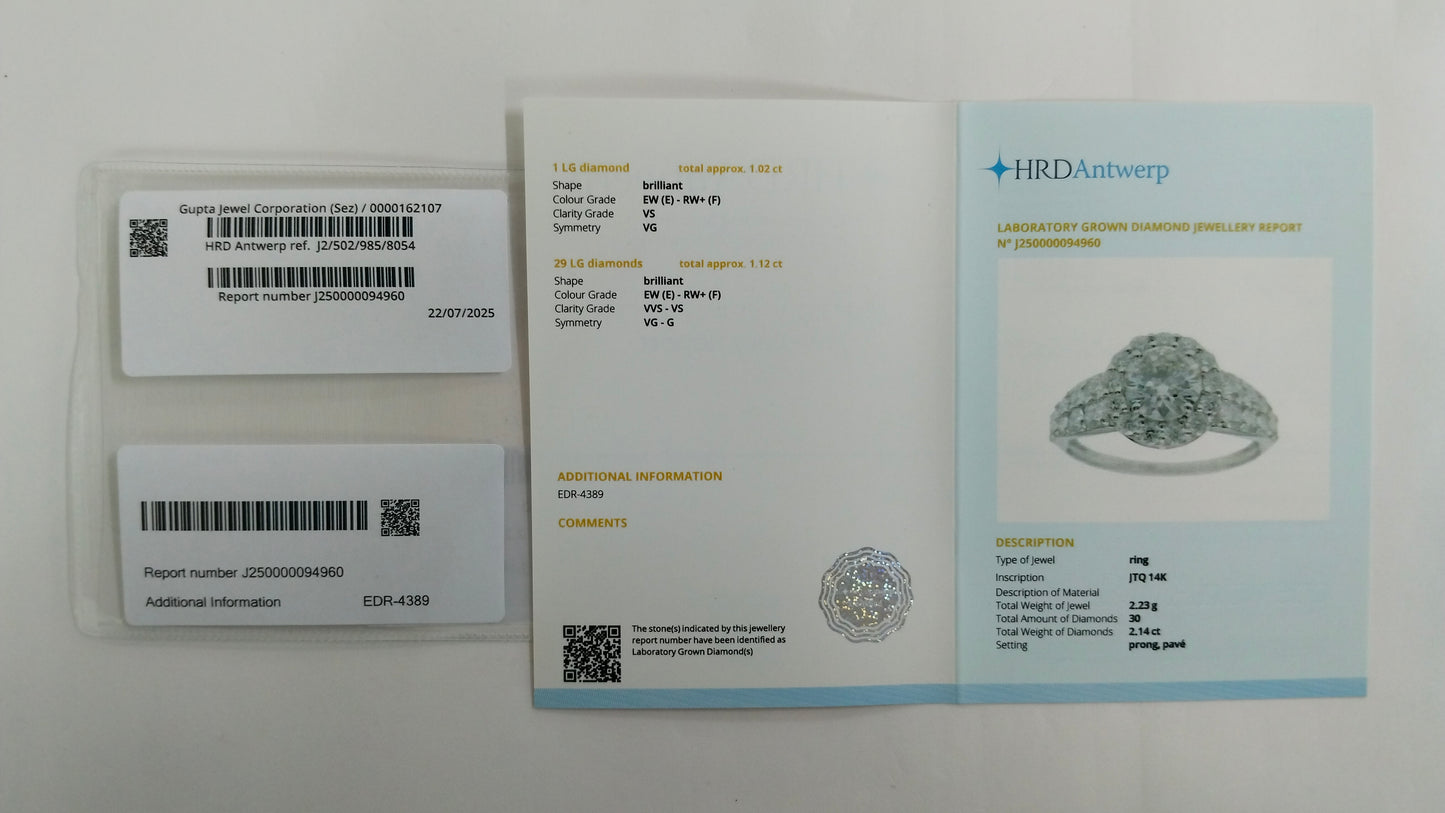 Gupta Jewel Corporation (Sez) / 0000162107
HRD Antwerp ref. J2/502/985/8054
Report number J250000094960
22/07/2025
Report number J250000094960
Additional Information EDR-4389
1 LG diamond total approx. 1.02 ct
Shape brilliant
Colour Grade EW (E) - RW+ (F)
Clarity Grade VS
Symmetry VG
29 LG diamonds total approx. 1.12 ct
Shape brilliant
Colour Grade EW (E) - RW+ (F)
Clarity Grade VVS - VS
Symmetry VG - G
ADDITIONAL INFORMATION
EDR-4389
COMMENTS
The stone(s) indicated by this jewellery
report number have been identified as
Laboratory Grown Diamond(s)
HRDAntwerp
LABORATORY GROWN DIAMOND JEWELLERY REPORT
N° J250000094960
DESCRIPTION
Type of Jewel ring
Inscription JTQ 14K
Description of Material
Total Weight of Jewel 2.23 g
Total Amount of Diamonds 30
Total Weight of Diamonds 2.14 ct
Setting prong, pavé